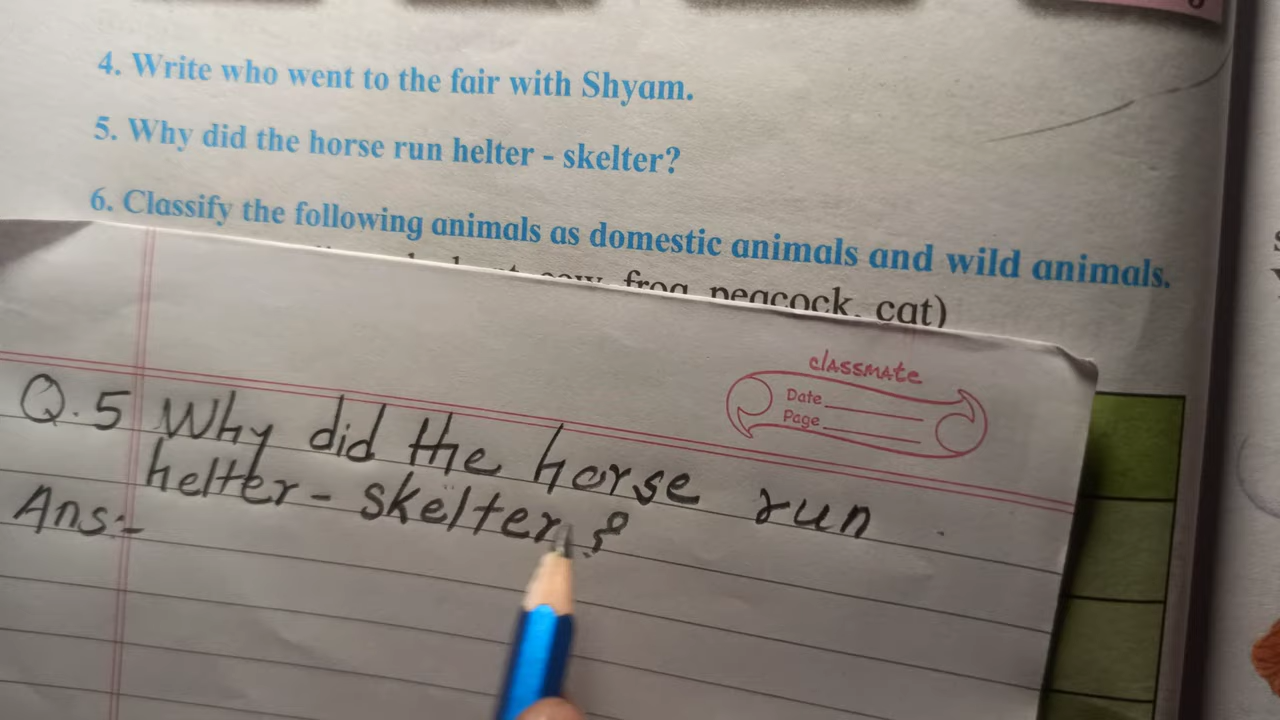 4. Write who went to the fair with Shyam.
5. Why did the horse run helter - skelter?
6. Classify the following animals as domestic animals and wild animals.
cow, frog, peacock, cat)
classmate
Date
Page
Q.5 Why did the horse run
helter - skelter?
Ans:-